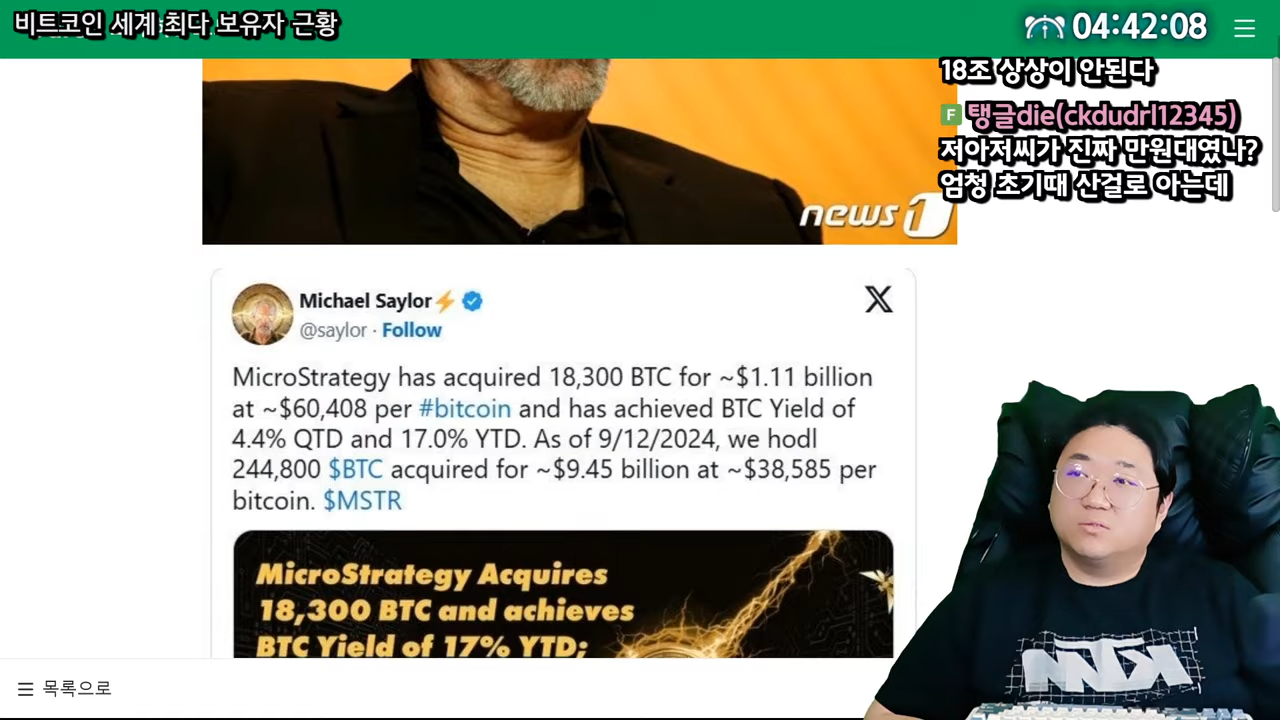 비트코인 세계 최다 보유자 근황
04:42:08
18조 상상이 안된다
F 탱글die(ckdudrl12345)
저아저씨가 진짜 만원대였나?
엄청 초기때 산걸로 아는데
news1
Michael Saylor⚡
@saylor · Follow
MicroStrategy has acquired 18,300 BTC for ~$1.11 billion
at ~$60,408 per #bitcoin and has achieved BTC Yield of
4.4% QTD and 17.0% YTD. As of 9/12/2024, we hodl
244,800 $BTC acquired for ~$9.45 billion at ~$38,585 per
bitcoin. $MSTR
MicroStrategy Acquires
18,300 BTC and achieves
BTC Yield of 17% YTD;
목록으로